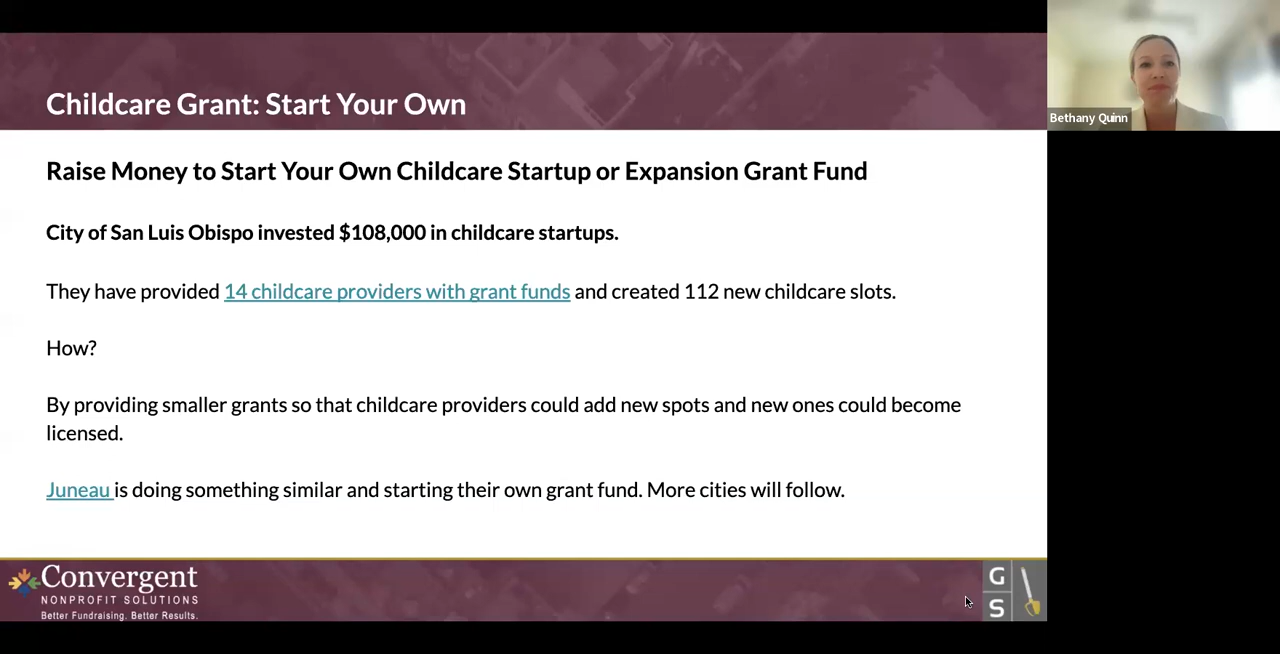 Childcare Grant: Start Your Own
Bethany Quinn
Raise Money to Start Your Own Childcare Startup or Expansion Grant Fund
City of San Luis Obispo invested $108,000 in childcare startups.
They have provided 14 childcare providers with grant funds and created 112 new childcare slots.
How?
By providing smaller grants so that childcare providers could add new spots and new ones could become
licensed.
Juneau is doing something similar and starting their own grant fund. More cities will follow.
Convergent
NONPROFIT SOLUTIONS
Better Fundraising. Better Results.
G
S